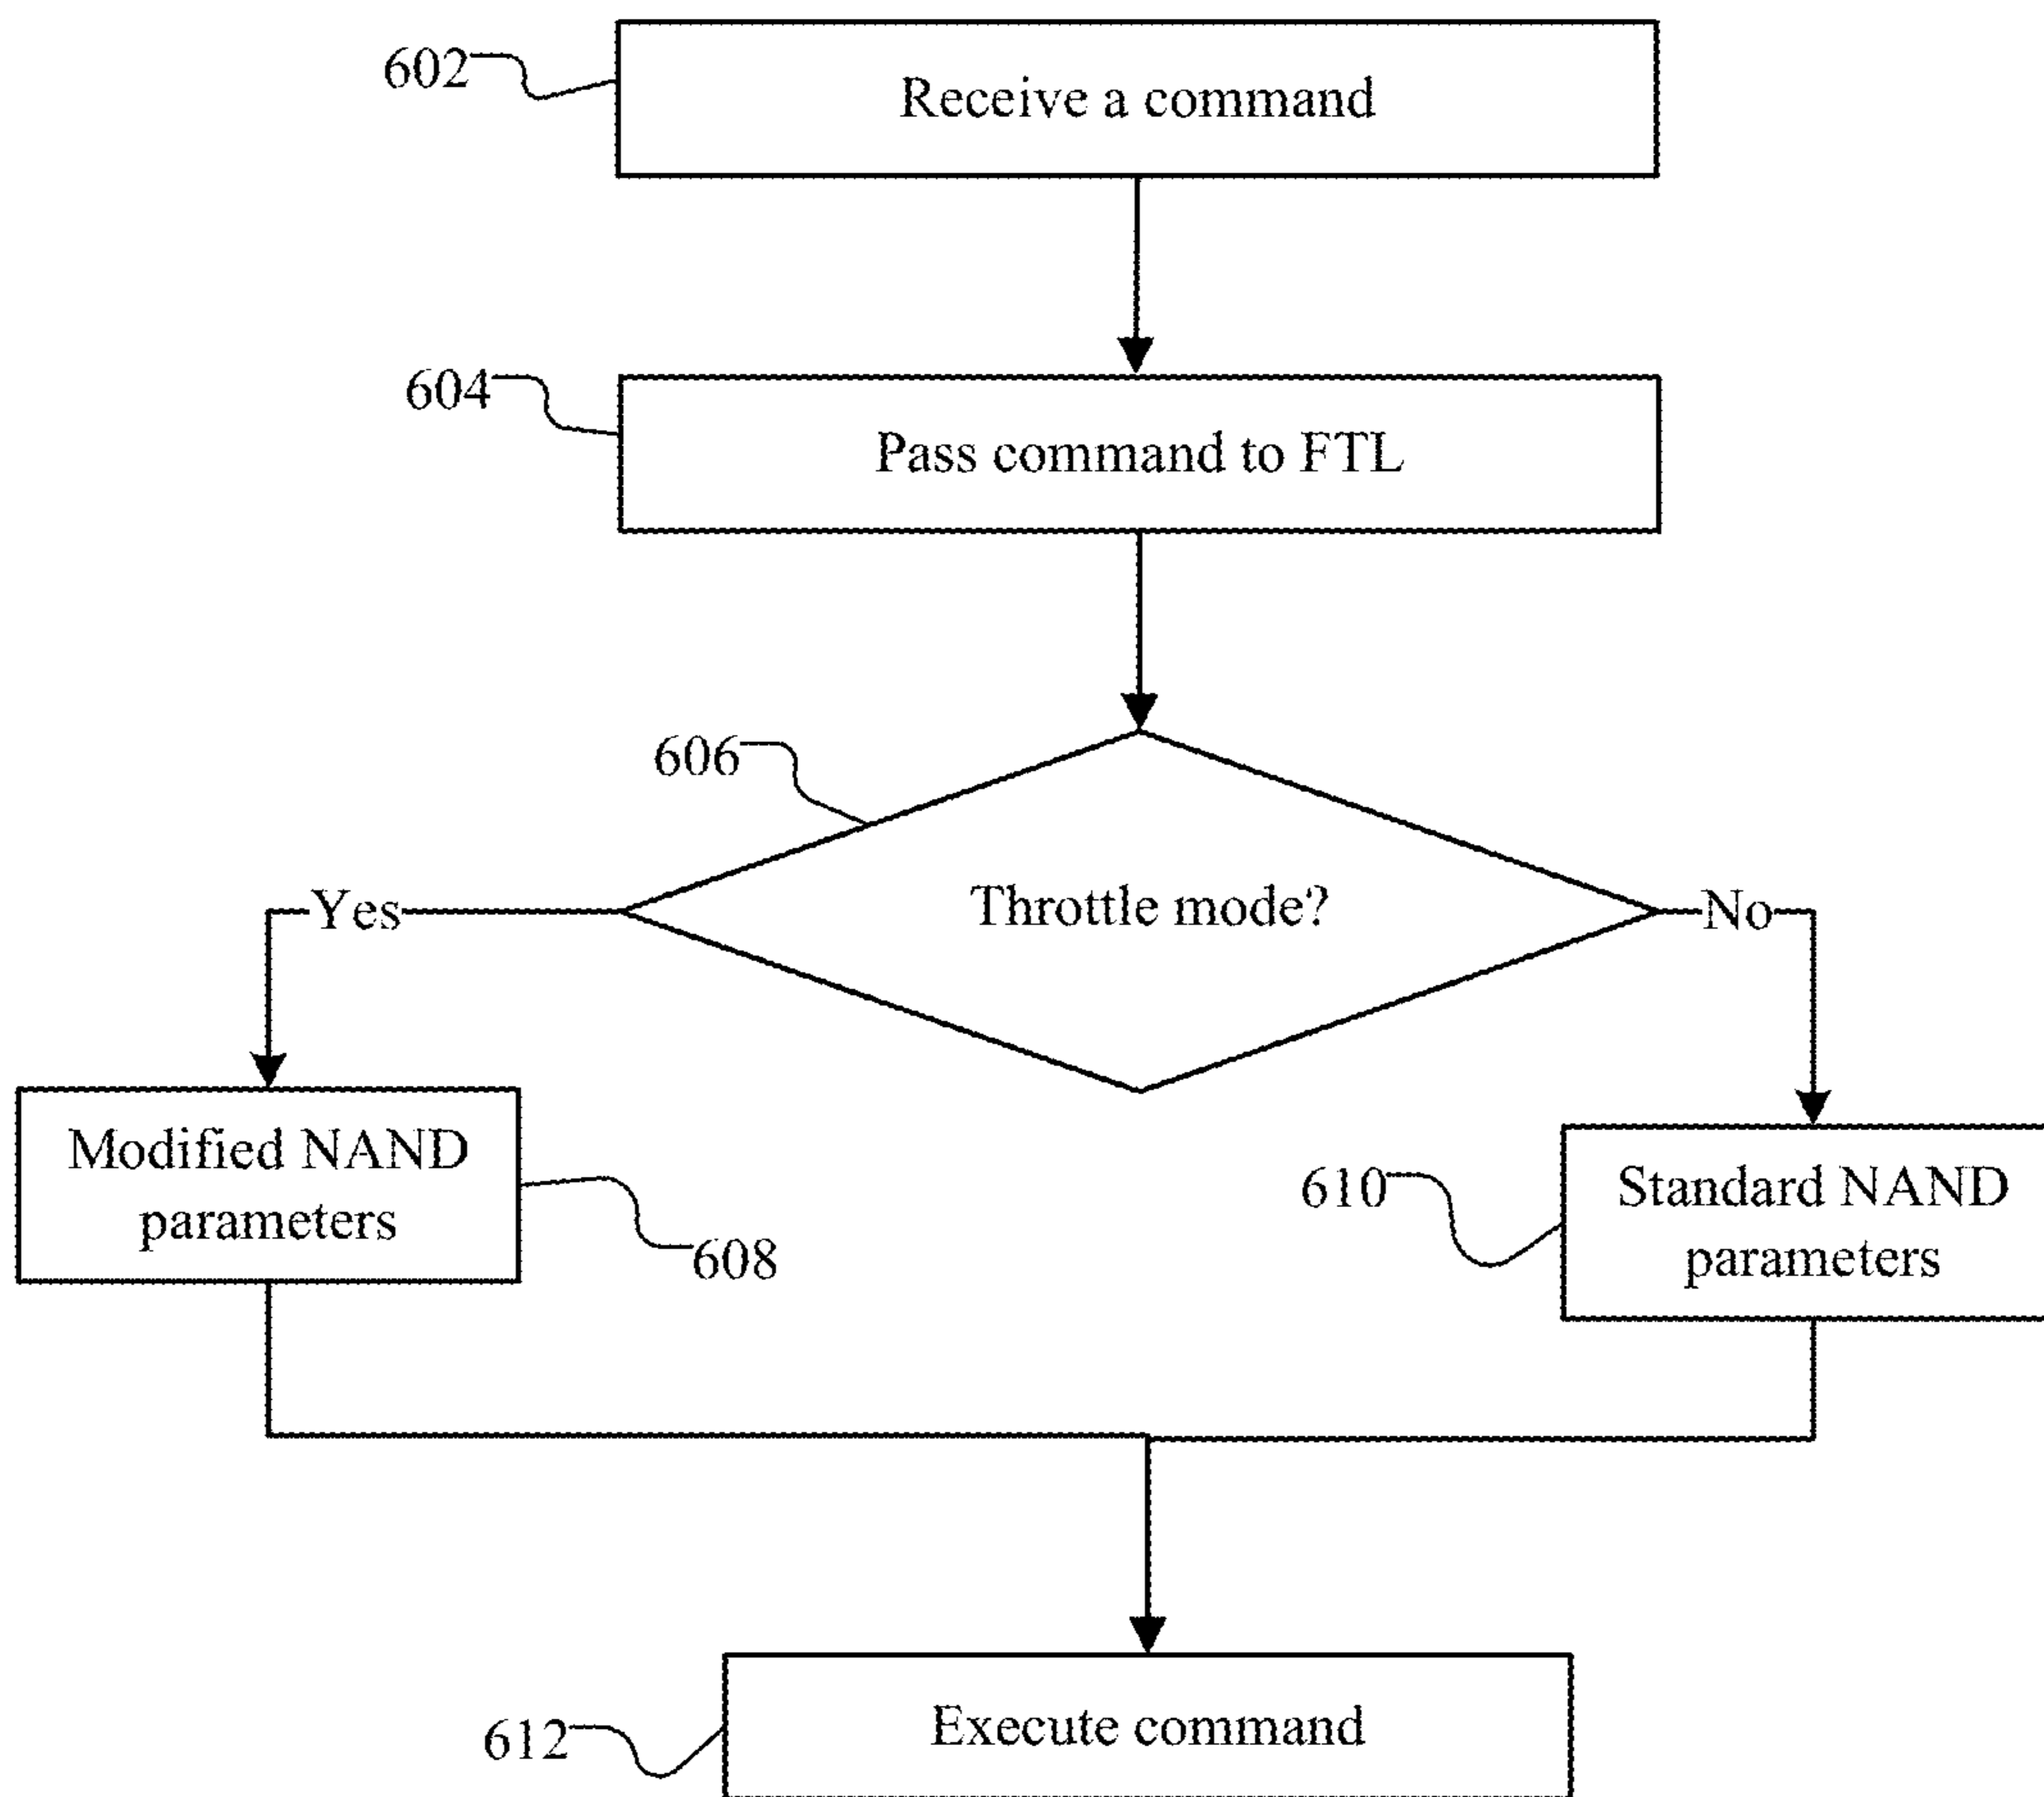 602
Receive a command
604
Pass command to FTL
606
Throttle mode?
Yes
No
Modified NAND
parameters
608
610
Standard NAND
parameters
612
Execute command